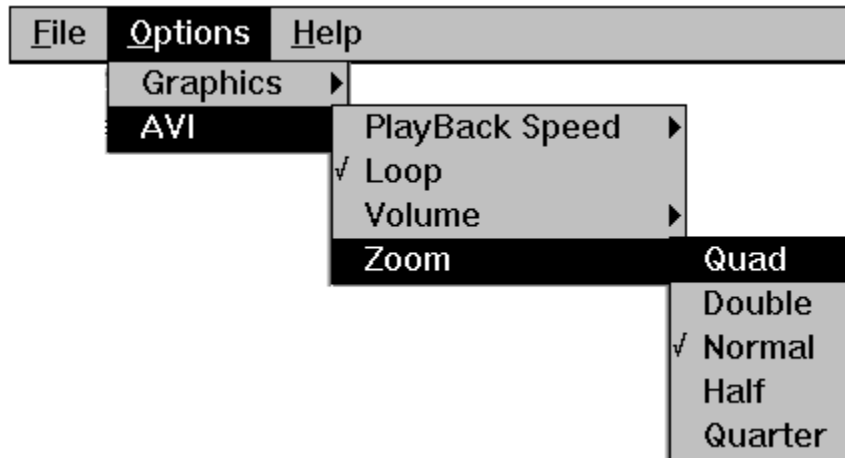 File Options Help
Graphics
AVI
PlayBack Speed
√ Loop
Volume
Zoom
Quad
Double
√ Normal
Half
Quarter